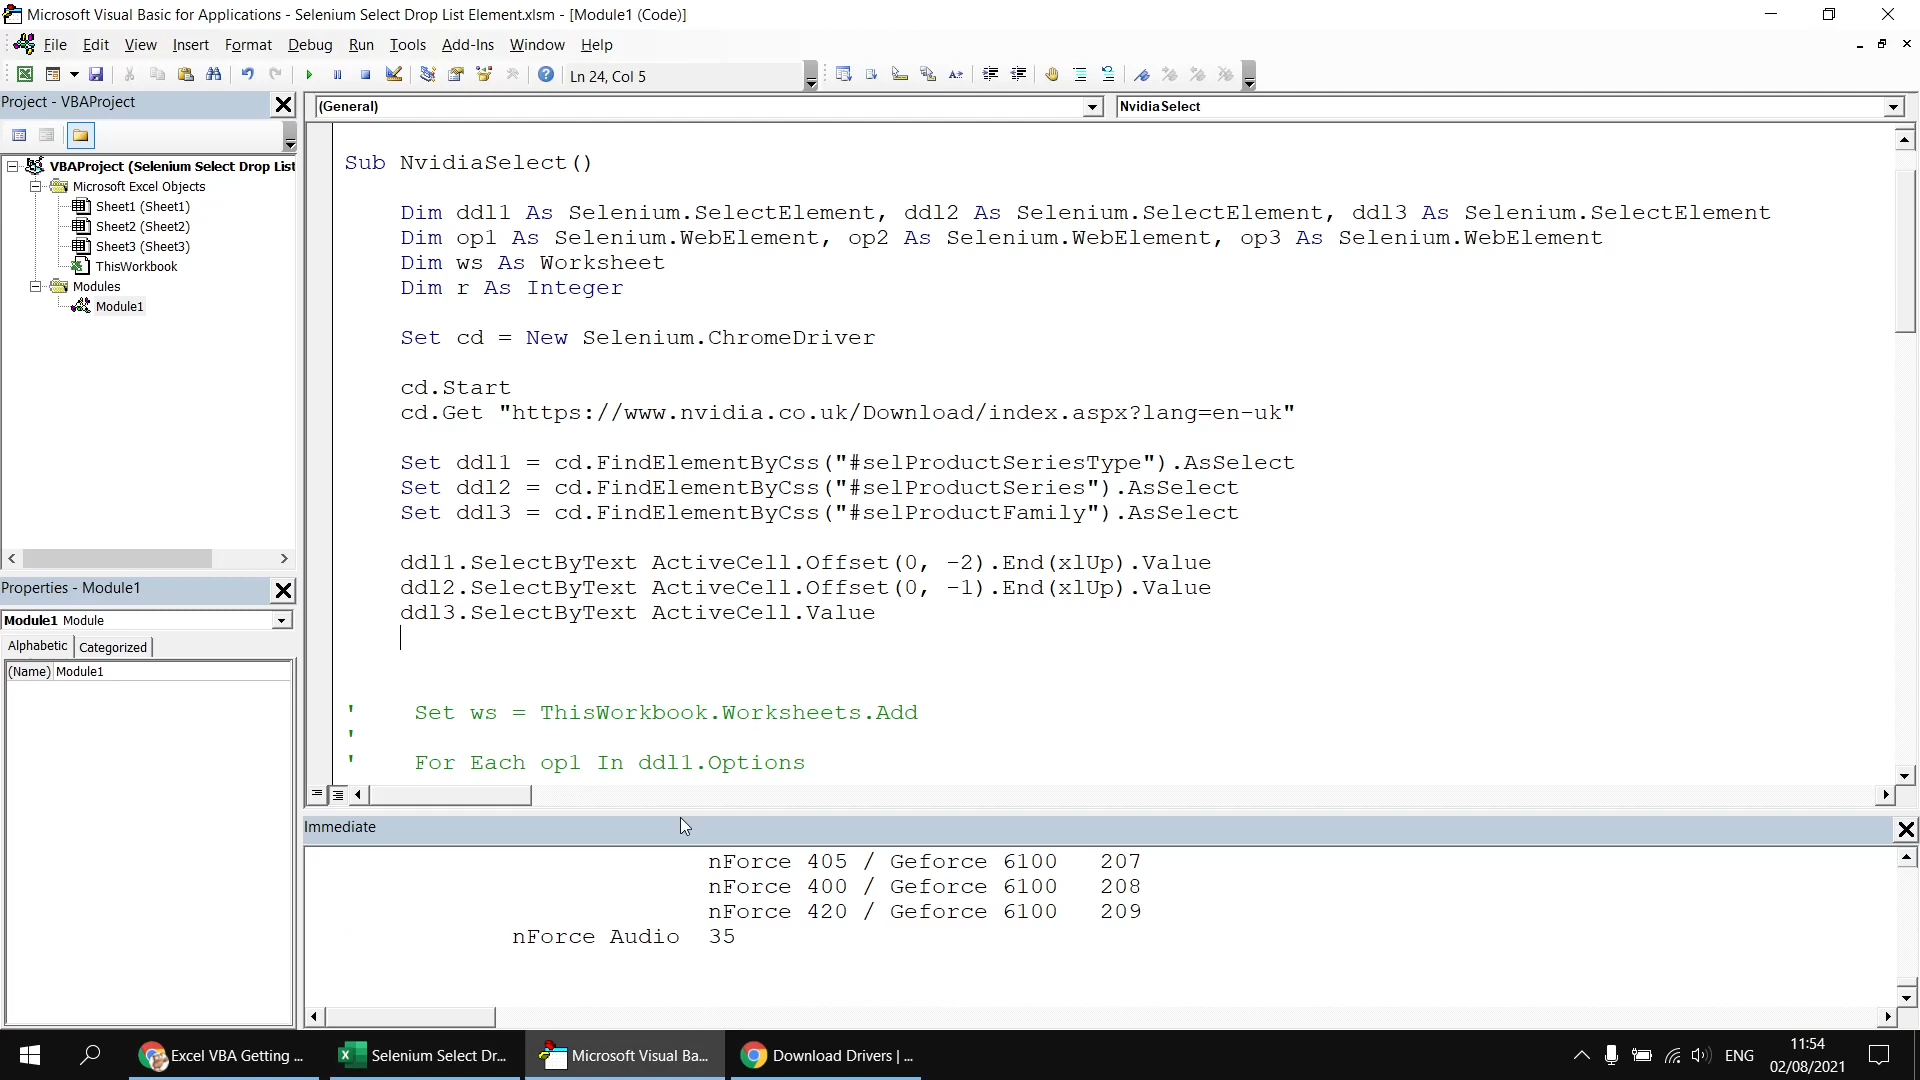 Microsoft Visual Basic for Applications - Selenium Select Drop List Element.xlsm - [Module1 (Code)]
File Edit View Insert Format Debug Run Tools Add-Ins Window Help
Ln 24, Col 5
Project - VBAProject
(General)
NvidiaSelect
VBAProject (Selenium Select Drop List
Microsoft Excel Objects
Sheet1 (Sheet1)
Sheet2 (Sheet2)
Sheet3 (Sheet3)
ThisWorkbook
Modules
Module1
Properties - Module1
Module1 Module
Alphabetic Categorized
(Name) Module1
Sub NvidiaSelect()
Dim ddl1 As Selenium.SelectElement, ddl2 As Selenium.SelectElement, ddl3 As Selenium.SelectElement
Dim op1 As Selenium.WebElement, op2 As Selenium.WebElement, op3 As Selenium.WebElement
Dim ws As Worksheet
Dim r As Integer
Set cd = New Selenium.ChromeDriver
cd.Start
cd.Get "https://www.nvidia.co.uk/Download/index.aspx?lang=en-uk"
Set ddl1 = cd.FindElementByCss("#selProductSeriesType").AsSelect
Set ddl2 = cd.FindElementByCss("#selProductSeries").AsSelect
Set ddl3 = cd.FindElementByCss("#selProductFamily").AsSelect
ddl1.SelectByText ActiveCell.Offset(0, -2).End(xlUp).Value
ddl2.SelectByText ActiveCell.Offset(0, -1).End(xlUp).Value
ddl3.SelectByText ActiveCell.Value
' Set ws = ThisWorkbook.Worksheets.Add
'
' For Each op1 In ddl1.Options
Immediate
nForce 405 / Geforce 6100 207
nForce 400 / Geforce 6100 208
nForce 420 / Geforce 6100 209
nForce Audio 35
Excel VBA Getting ...
Selenium Select Dr...
Microsoft Visual Ba...
Download Drivers | ...
ENG
11:54
02/08/2021